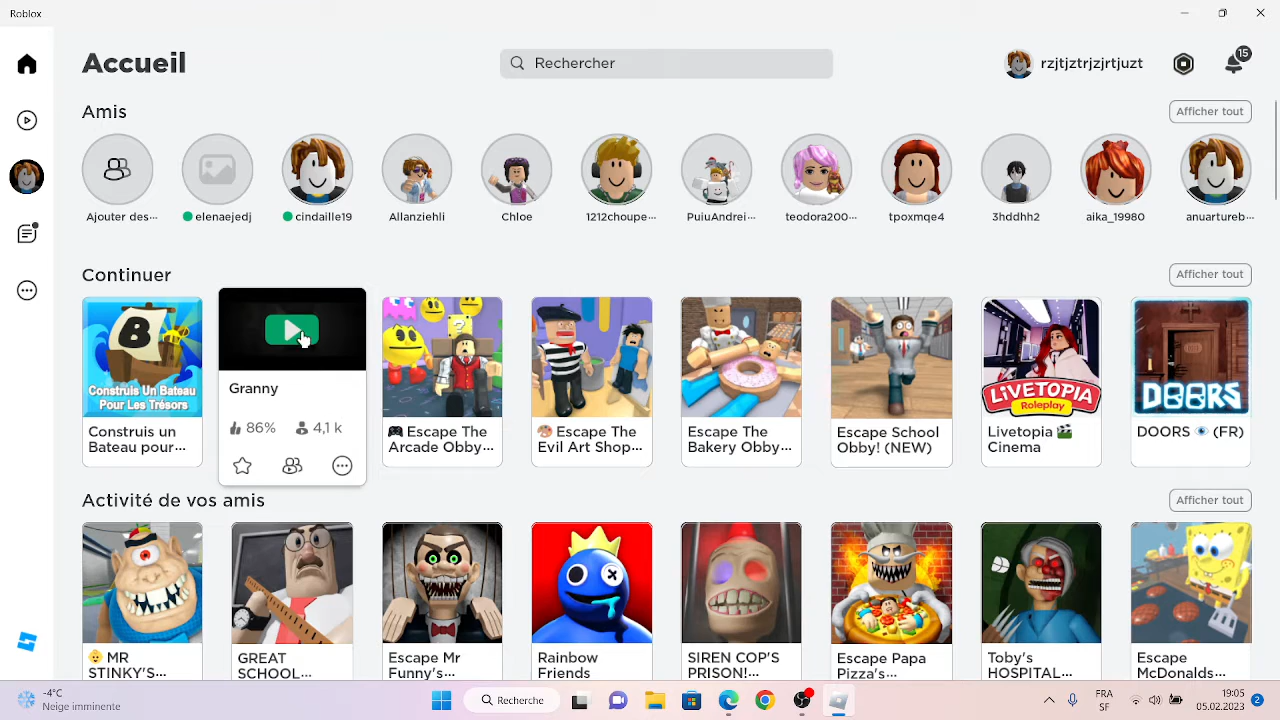 Roblox
Accueil
Rechercher
rzjtjztrjzjrtjuzt
15
Amis
Afficher tout
Ajouter des...
elenaejedj
cindaille19
Allanziehli
Chloe
1212choupe...
PuiuAndrei...
teodora200...
tpoxmqe4
3hddhh2
aika_19980
anuartureb...
Continuer
Afficher tout
B
Construis Un Bateau
Pour Les Trésors
Construis un
Bateau pour...
Granny
86%
4,1 k
?
🎮 Escape The
Arcade Obby...
🎨 Escape The
Evil Art Shop...
Escape The
Bakery Obby...
Escape School
Obby! (NEW)
LIVETOPIA
Roleplay
Livetopia 🎬
Cinema
DOORS
DOORS 👁️ (FR)
Activité de vos amis
Afficher tout
👶 MR
STINKY'S...
GREAT
SCHOOL...
Escape Mr
Funny's...
Rainbow
Friends
SIREN COP'S
PRISON!...
Escape Papa
Pizza's...
Toby's
HOSPITAL...
Escape
McDonalds...
-4°C
Neige imminente
Recherche
FRA
SF
19:05
05.02.2023
2